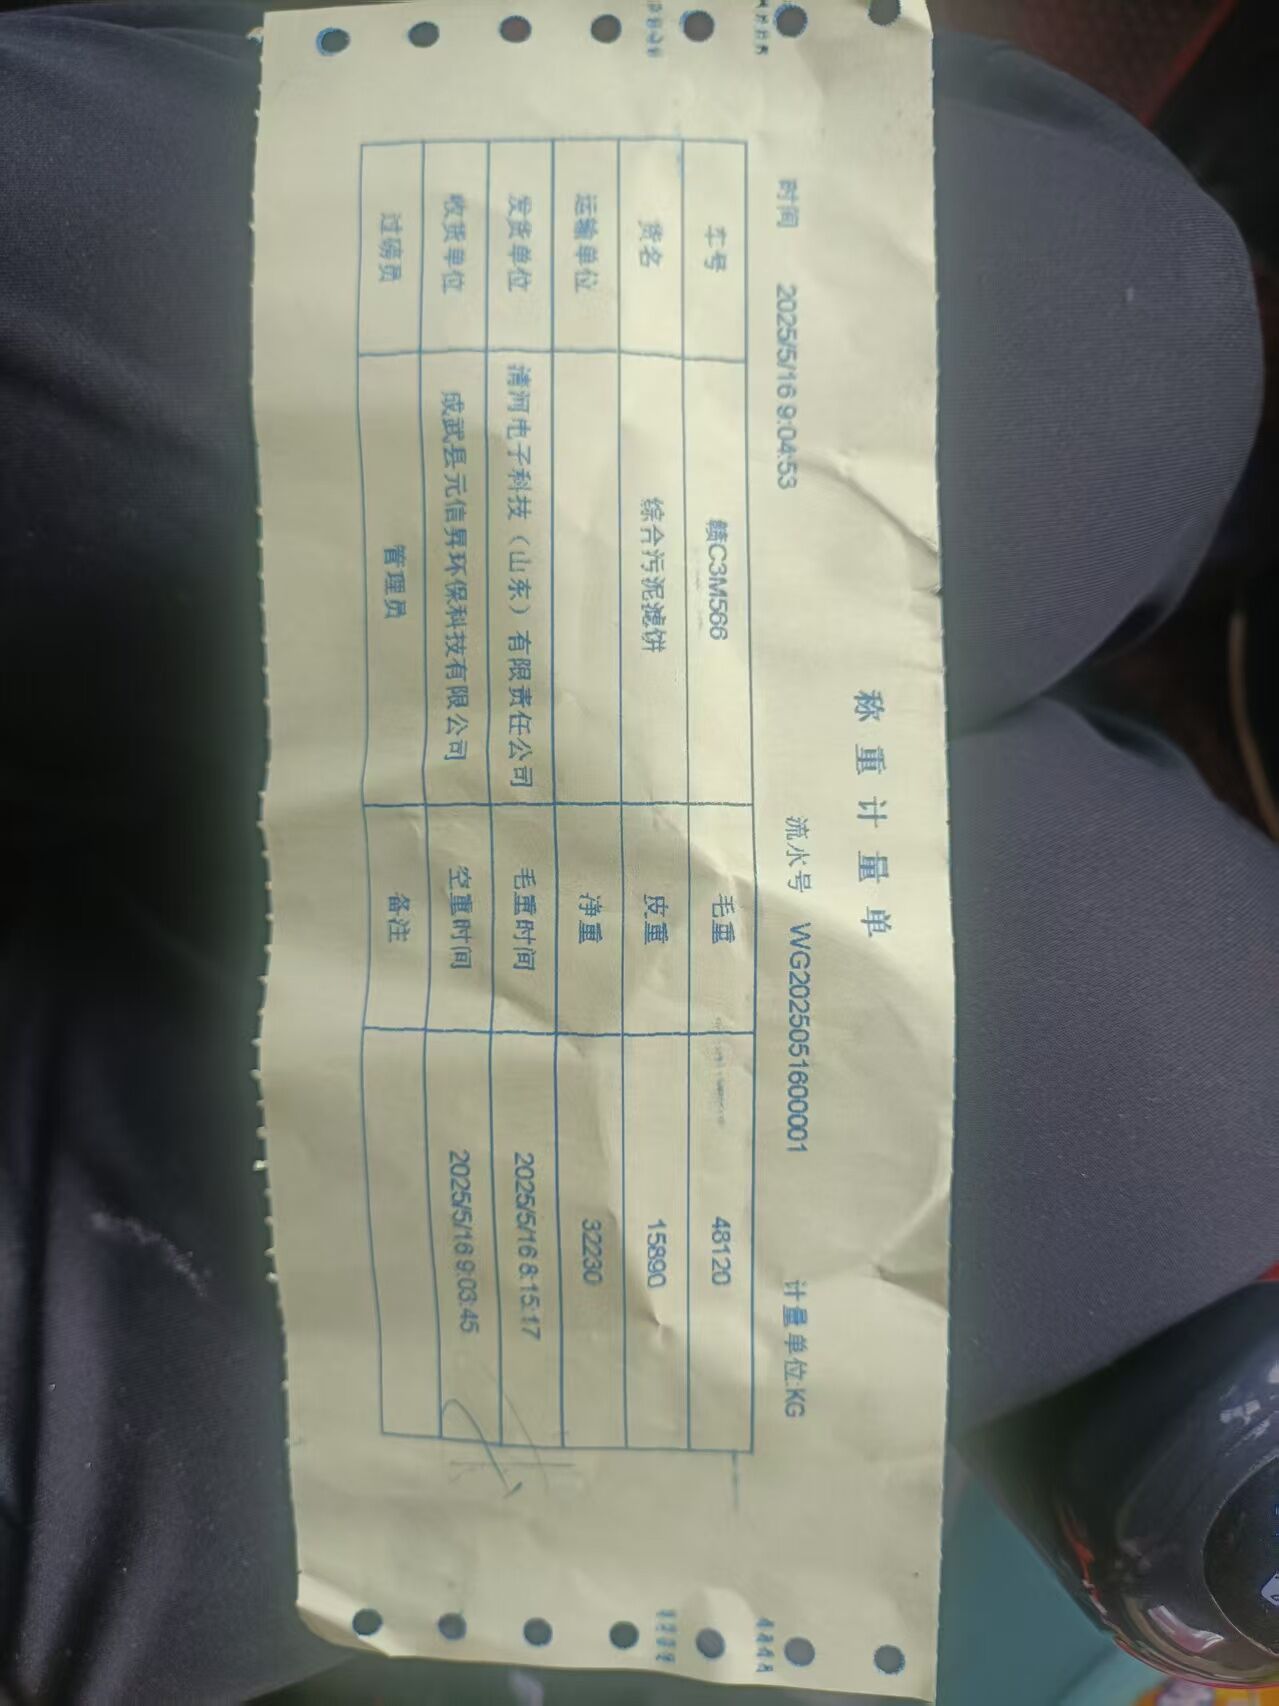 称重计量单
时间 2025/5/16 9:04:53 流水号 WG202505160001 计量单位:KG
车号 赣C3M566 毛重 48120
货名 综合污泥滤饼 皮重 15890
运输单位 净重 32230
发货单位 清河电子科技（山东）有限责任公司 毛重时间 2025/5/16 8:15:17
收货单位 成武县元信昇环保科技有限公司 空重时间 2025/5/16 9:03:45
过磅员 管理员 备注